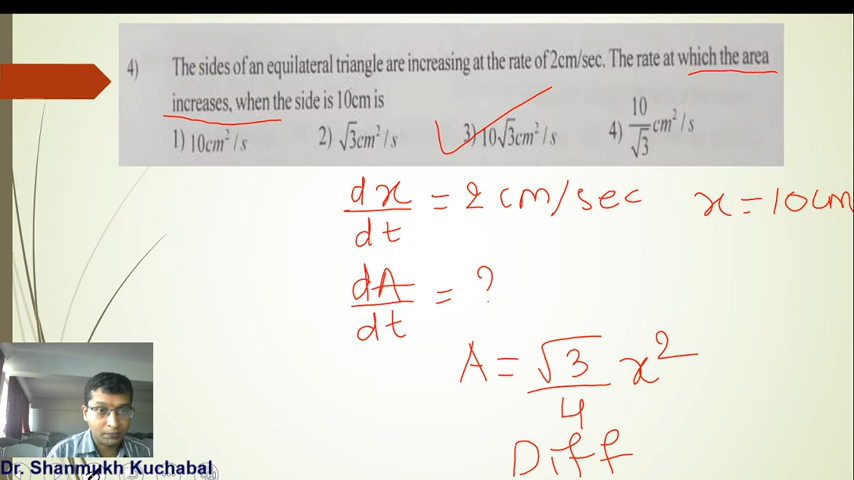 4) The sides of an equilateral triangle are increasing at the rate of 2cm/sec. The rate at which the area
increases, when the side is 10cm is
1) 10cm²/s 2) √3cm²/s 3) 10√3cm²/s 4) 10/√3 cm²/s
dx/dt = 2 cm/sec x = 10cm
dA/dt = ?
A = √3/4 x²
Diff
Dr. Shanmukh Kuchabal